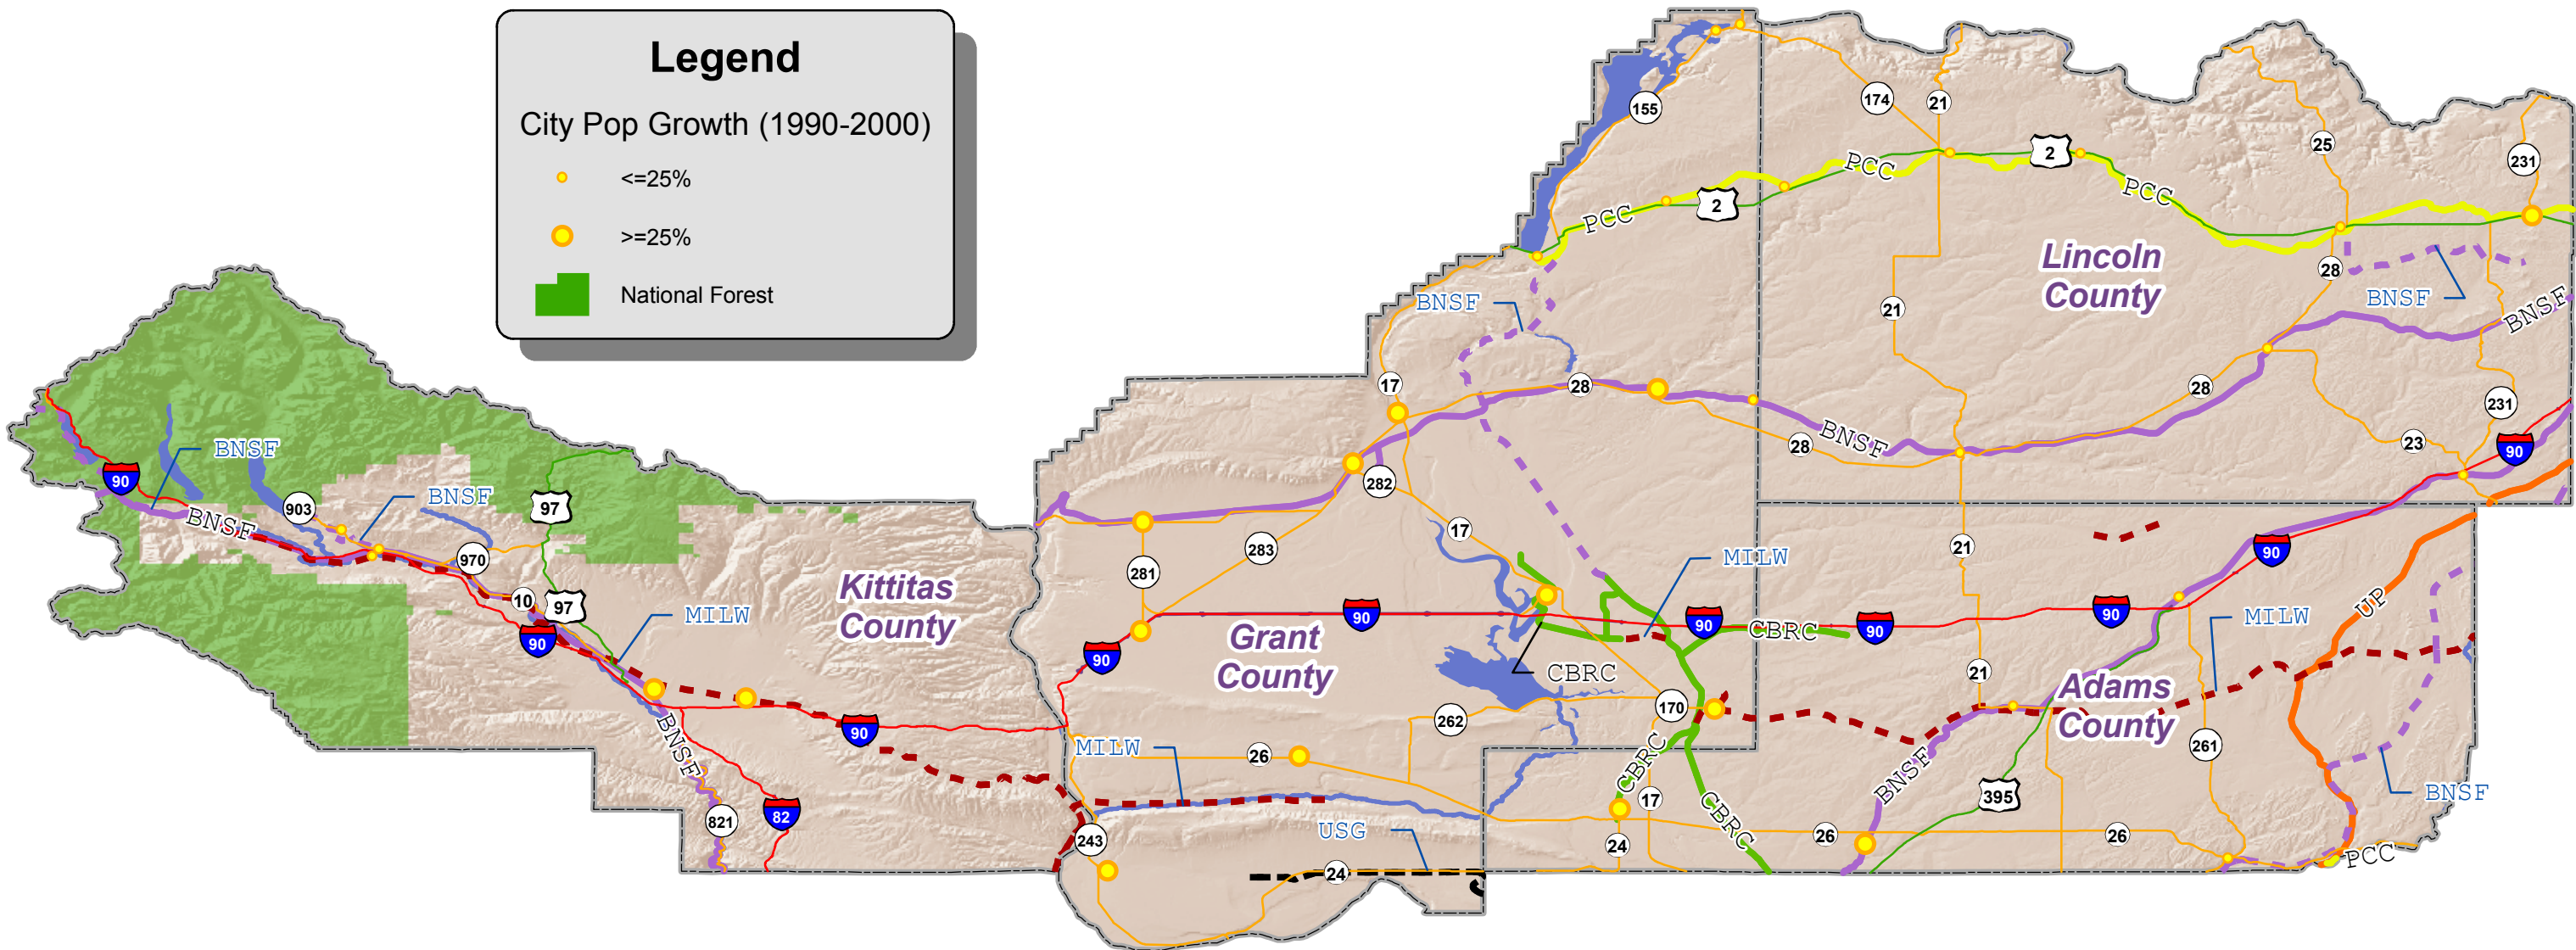 Legend
City Pop Growth (1990-2000)
<=25%
>=25%
National Forest
155
174
21
2
25
231
PCC
PCC
2
PCC
PCC
Lincoln
County
28
BNSF
BNSF
BNSF
21
17
28
28
231
BNSF
28
23
90
BNSF
90
903
BNSF
BNSF
97
282
17
283
281
970
10
97
90
MILW
Kittitas
County
MILW
21
90
90
90
90
90
CBRC
CBRC
Grant
County
90
MILW
UP
21
Adams
County
170
262
BNSF
90
MILW
26
261
CBRC
CBRC
17
BNSF
395
BNSF
821
82
243
USG
24
24
26
26
PCC